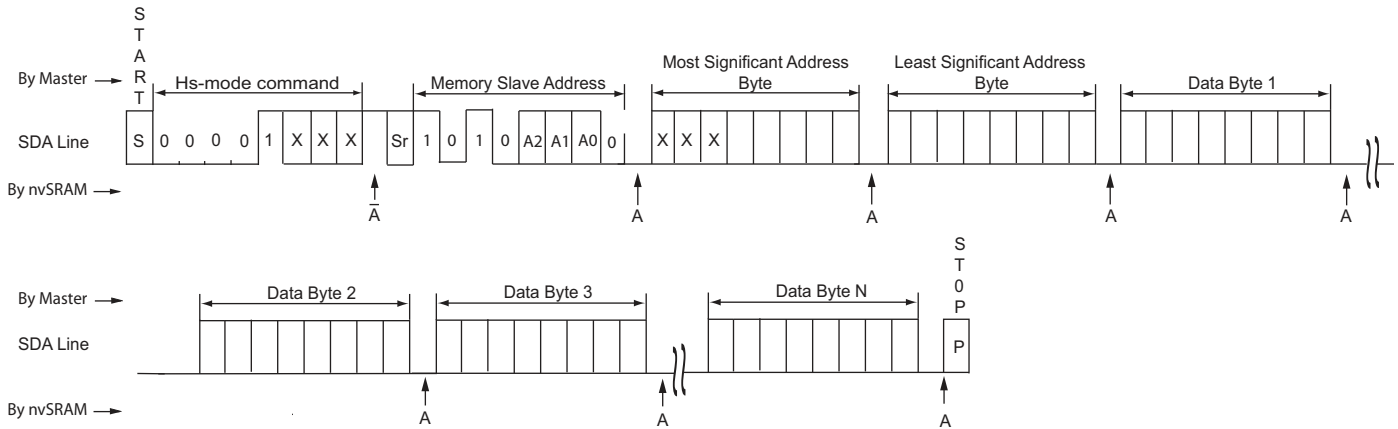 START
By Master
Hs-mode command
Memory Slave Address
Most Significant Address
Byte
Least Significant Address
Byte
Data Byte 1
SDA Line
S 0 0 0 0 1 X X X Sr 1 0 1 0 A2 A1 A0 0 X X X
By nvSRAM
A̅ A A A A
ST0P
By Master
Data Byte 2
Data Byte 3
Data Byte N
SDA Line
P
By nvSRAM
A A A